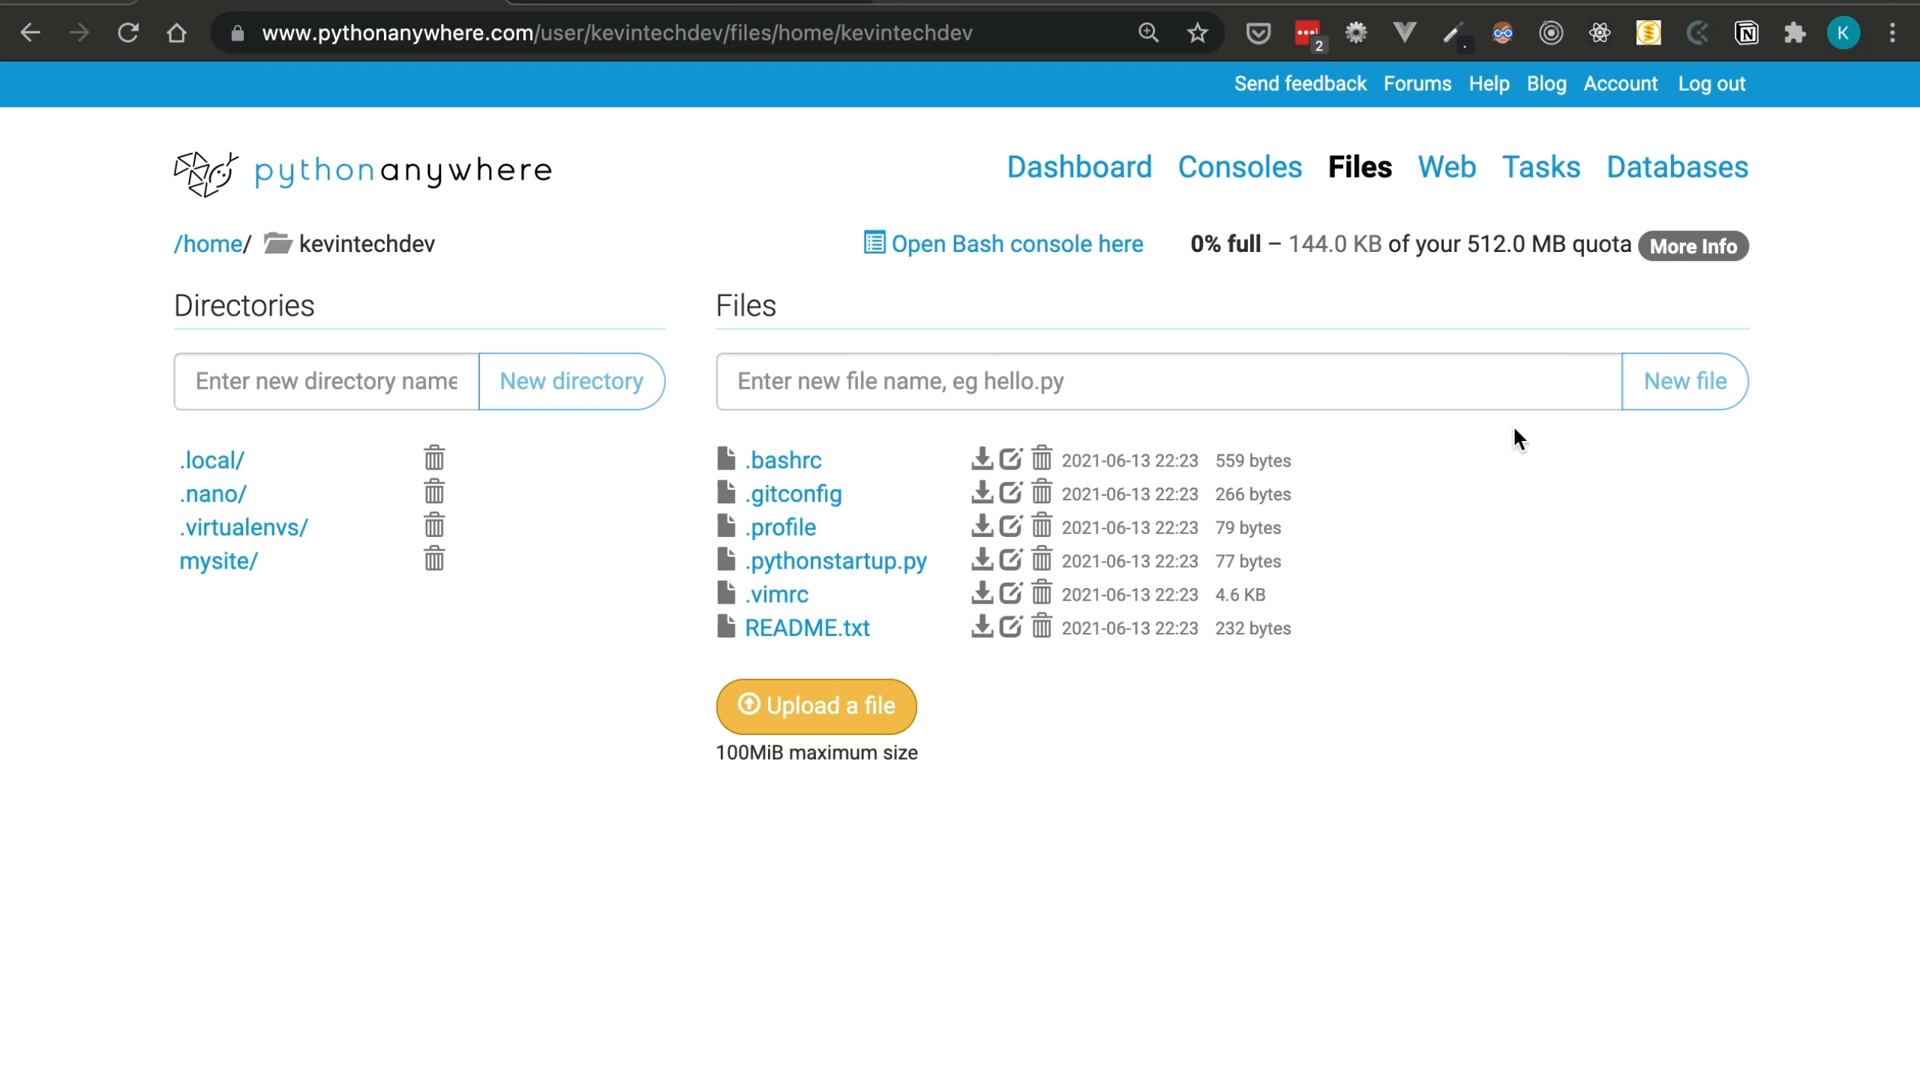 www.pythonanywhere.com/user/kevintechdev/files/home/kevintechdev
2
K
Send feedback Forums Help Blog Account Log out
pythonanywhere
Dashboard Consoles Files Web Tasks Databases
/home/ kevintechdev
Open Bash console here
0% full – 144.0 KB of your 512.0 MB quota More Info
Directories
Enter new directory name New directory
.local/
.nano/
.virtualenvs/
mysite/
Files
Enter new file name, eg hello.py New file
.bashrc 2021-06-13 22:23 559 bytes
.gitconfig 2021-06-13 22:23 266 bytes
.profile 2021-06-13 22:23 79 bytes
.pythonstartup.py 2021-06-13 22:23 77 bytes
.vimrc 2021-06-13 22:23 4.6 KB
README.txt 2021-06-13 22:23 232 bytes
Upload a file
100MiB maximum size